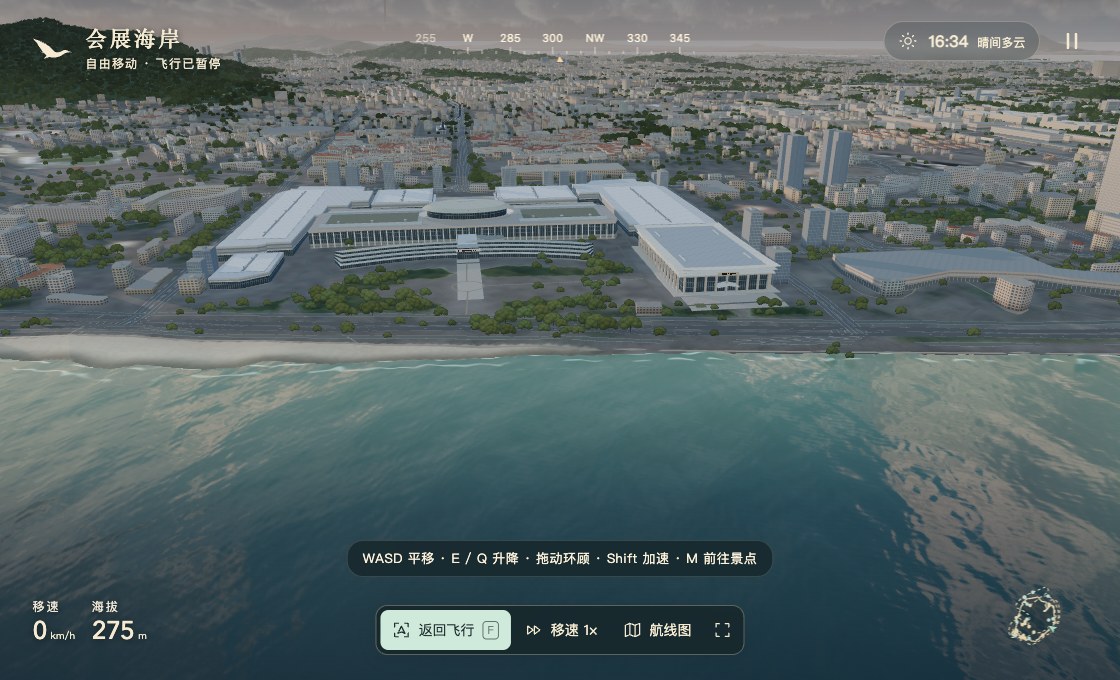 会展海岸
自由移动 · 飞行已暂停
255 W 285 300 NW 330 345
16:34 晴间多云
WASD 平移 · E / Q 升降 · 拖动环顾 · Shift 加速 · M 前往景点
移速 海拔
0 km/h 275 m
A 返回飞行 F 移速 1x 航线图